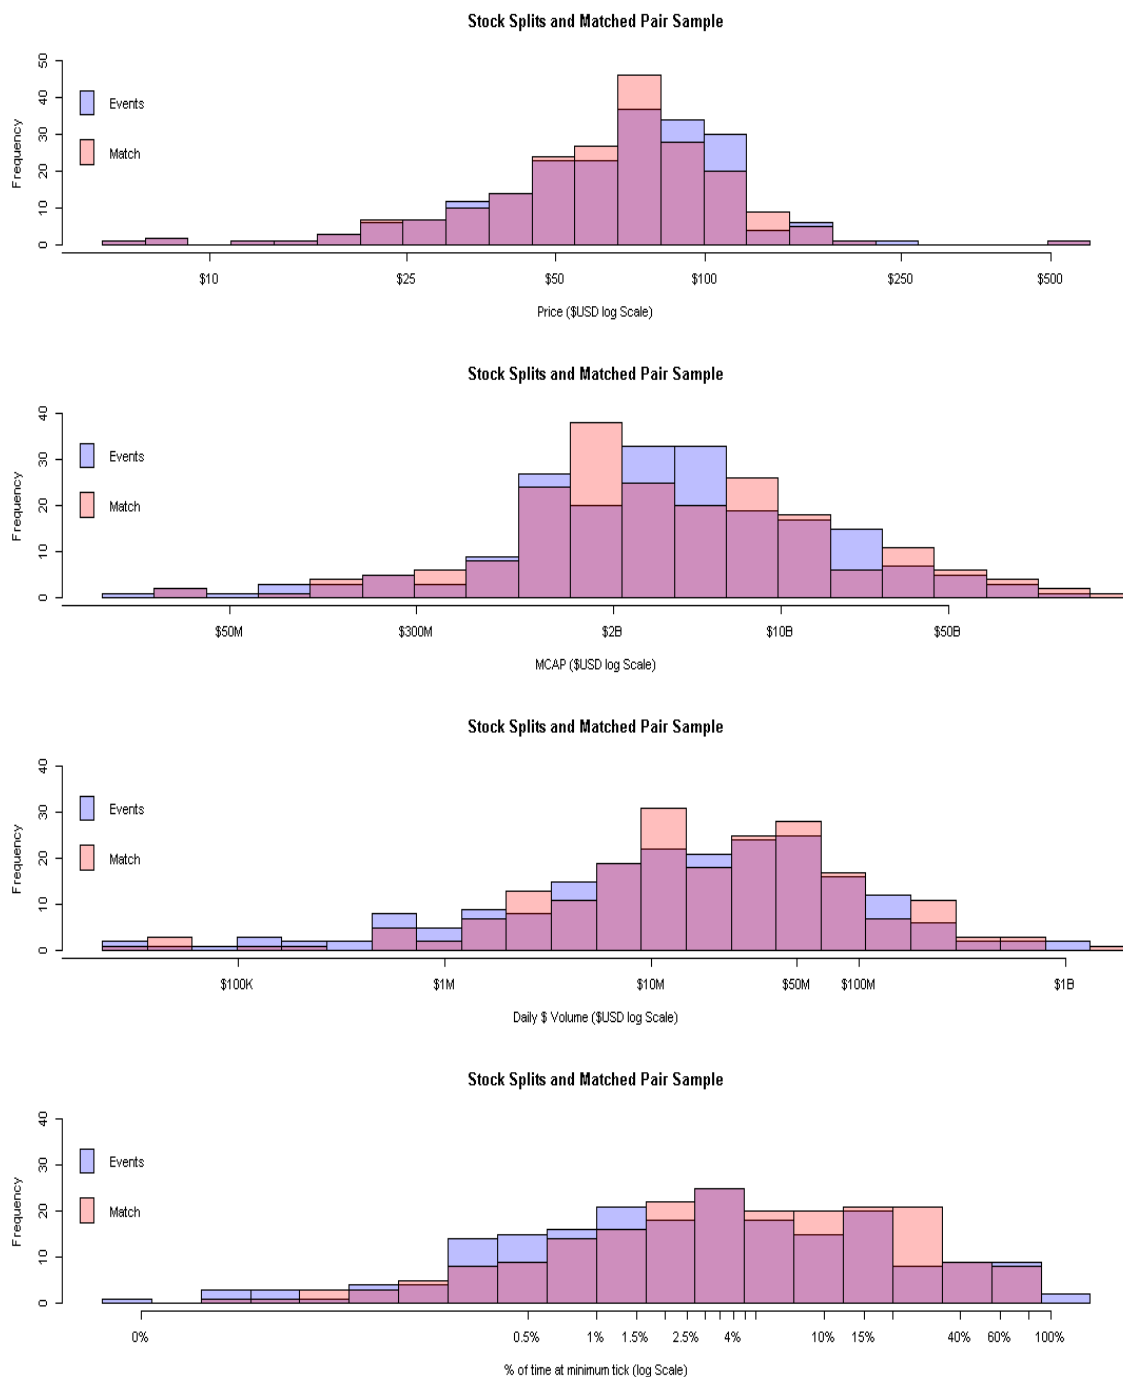 Stock Splits and Matched Pair Sample
50
40
30
20
10
0
Frequency
Events
Match
$10 $25 $50 $100 $250 $500
Price ($USD log Scale)
Stock Splits and Matched Pair Sample
40
30
20
10
0
Frequency
Events
Match
$50M $300M $2B $10B $50B
MCAP ($USD log Scale)
Stock Splits and Matched Pair Sample
40
30
20
10
0
Frequency
Events
Match
$100K $1M $10M $50M $100M $1B
Daily $ Volume ($USD log Scale)
Stock Splits and Matched Pair Sample
40
30
20
10
0
Frequency
Events
Match
0% 0.5% 1% 1.5% 2.5% 4% 10% 15% 40% 60% 100%
% of time at minimum tick (log Scale)